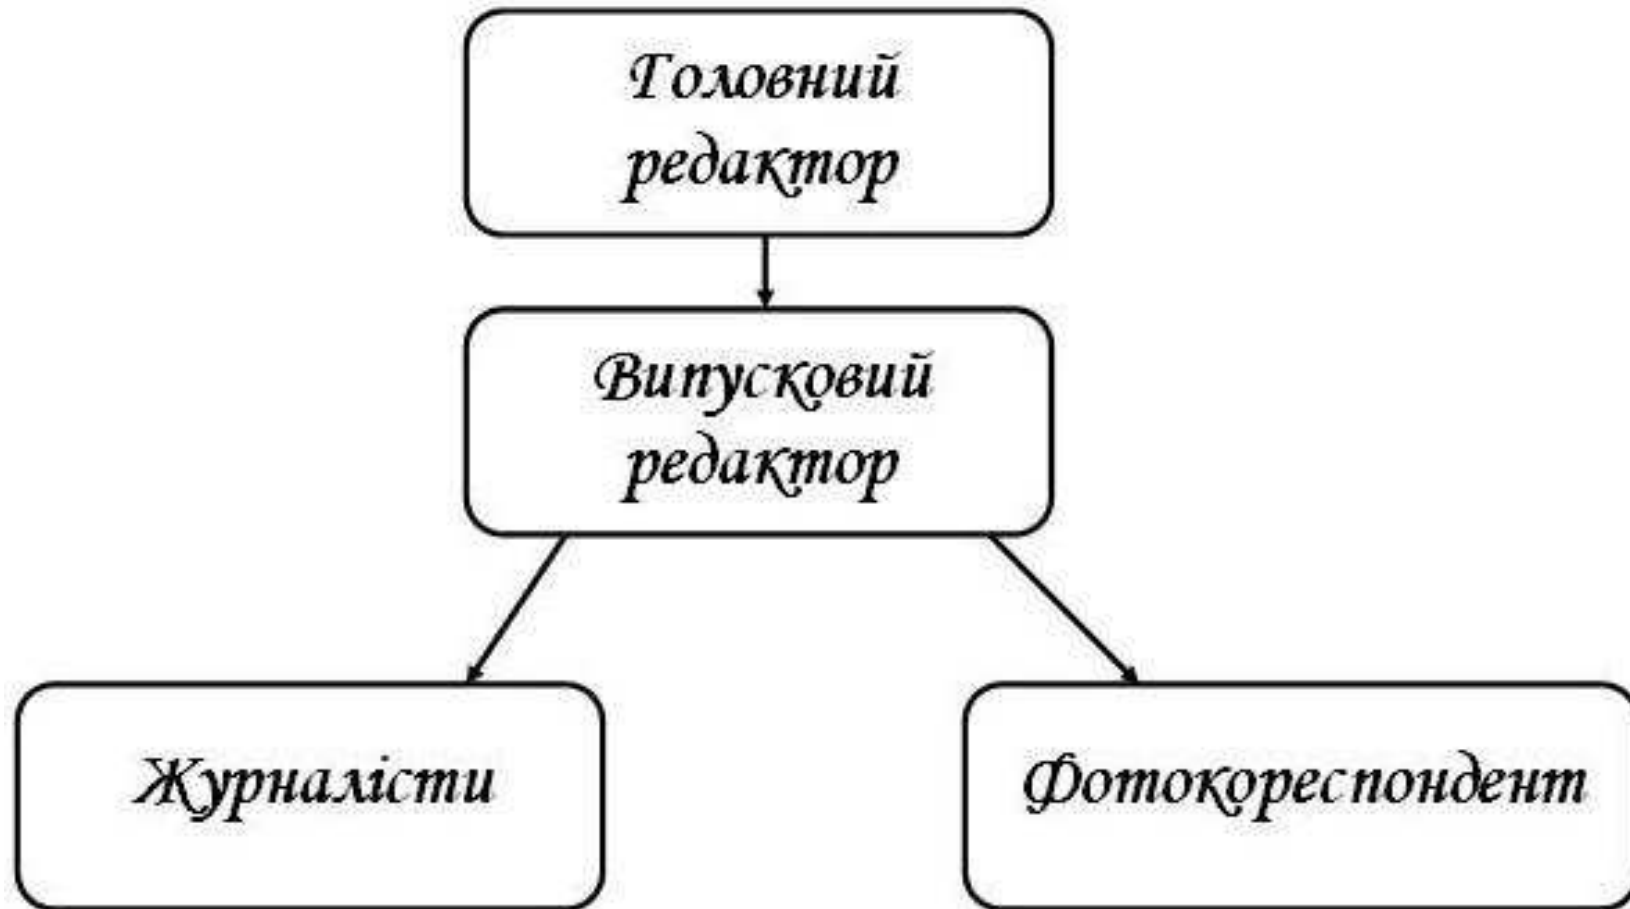 Головний
редактор
Випусковий
редактор
Журналісти
Фотокореспондент